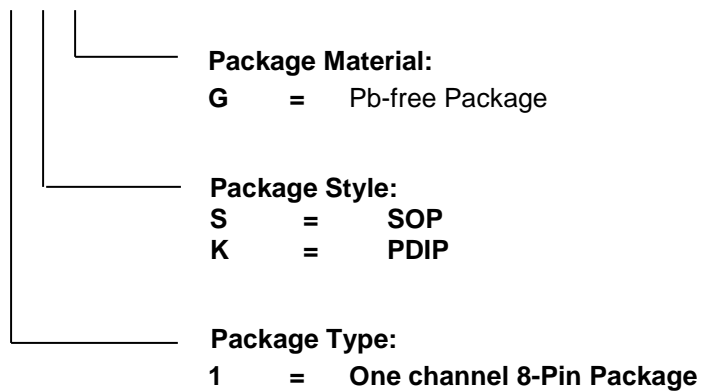 Package Material:
G = Pb-free Package
Package Style:
S = SOP
K = PDIP
Package Type:
1 = One channel 8-Pin Package